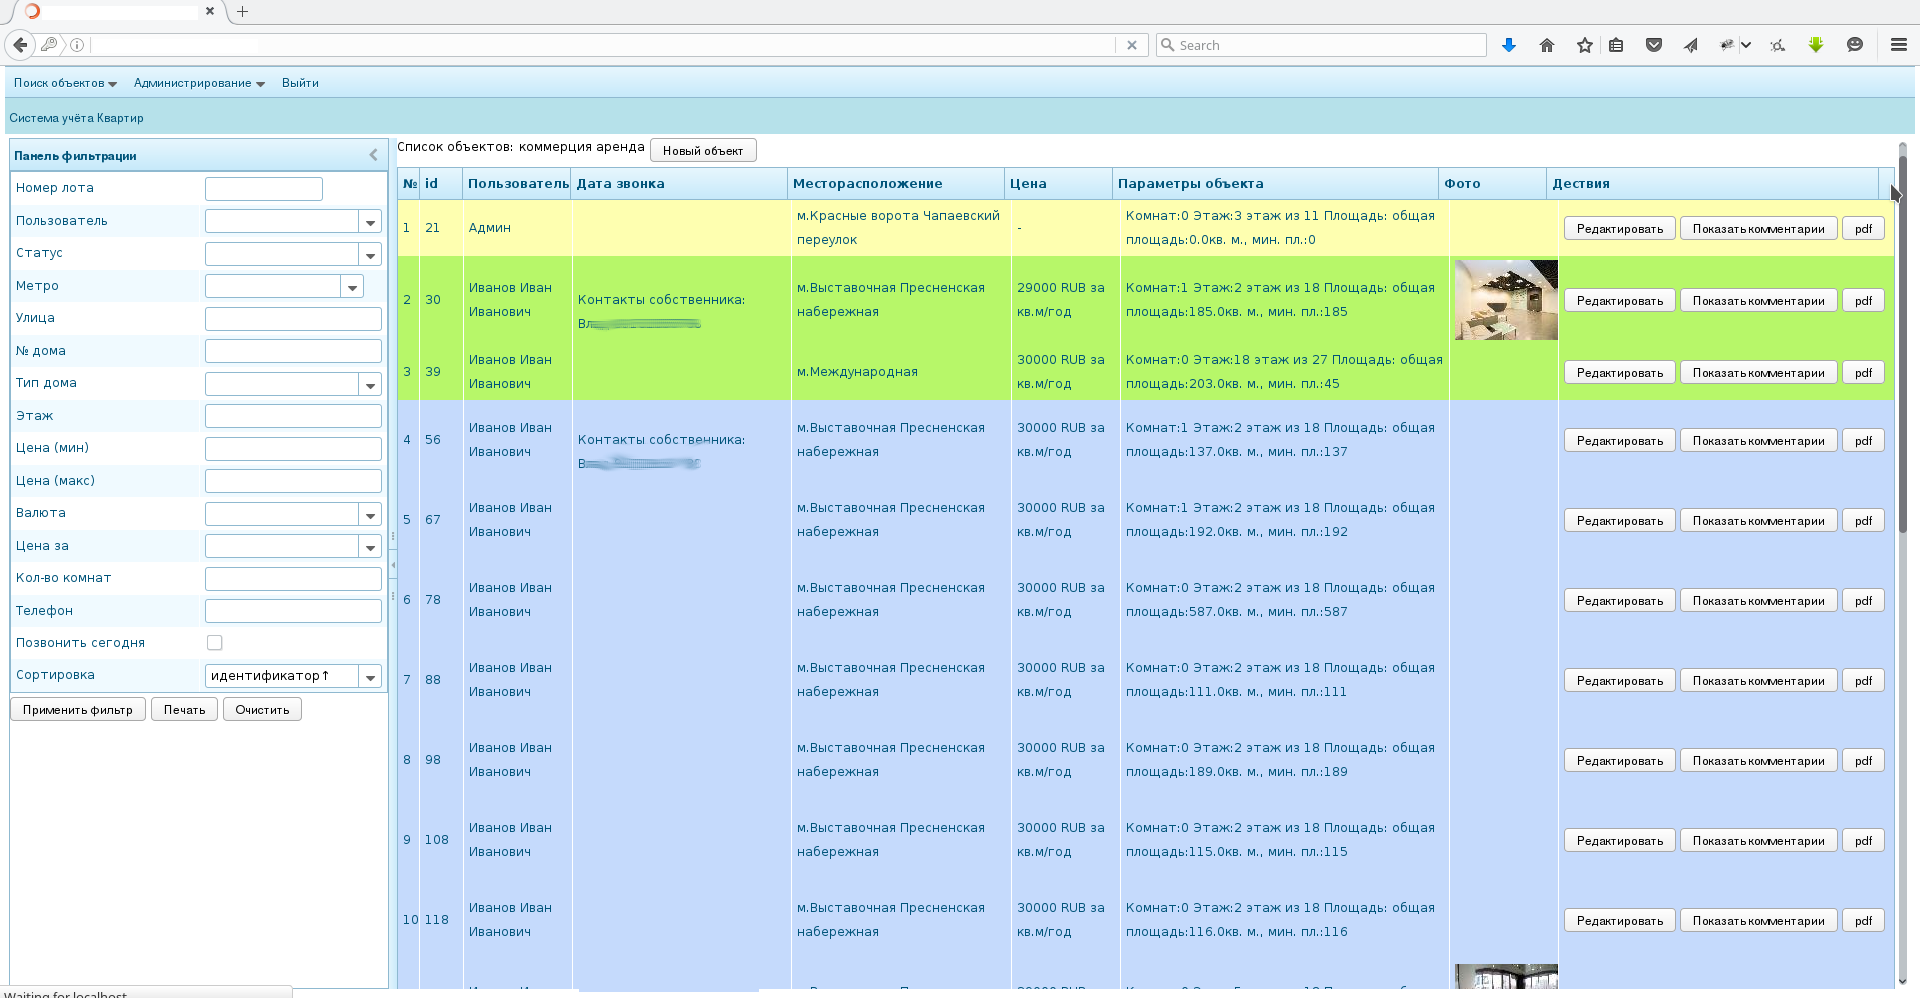 Search
Поиск объектов Администрирование Выйти
Система учёта Квартир
Панель фильтрации
Номер лота
Пользователь
Статус
Метро
Улица
№ дома
Тип дома
Этаж
Цена (мин)
Цена (макс)
Валюта
Цена за
Кол-во комнат
Телефон
Позвонить сегодня
Сортировка идентификатор↑
Применить фильтр Печать Очистить
Список объектов: коммерция аренда Новый объект
№ id Пользователь Дата звонка Месторасположение Цена Параметры объекта Фото Дествия
1 21 Админ м.Красные ворота Чапаевский переулок - Комнат:0 Этаж:3 этаж из 11 Площадь: общая площадь:0.0кв. м., мин. пл.:0 Редактировать Показать комментарии pdf
2 30 Иванов Иван Иванович Контакты собственника: м.Выставочная Пресненская набережная 29000 RUB за кв.м/год Комнат:1 Этаж:2 этаж из 18 Площадь: общая площадь:185.0кв. м., мин. пл.:185 Редактировать Показать комментарии pdf
3 39 Иванов Иван Иванович м.Международная 30000 RUB за кв.м/год Комнат:0 Этаж:18 этаж из 27 Площадь: общая площадь:203.0кв. м., мин. пл.:45 Редактировать Показать комментарии pdf
4 56 Иванов Иван Иванович Контакты собственника: м.Выставочная Пресненская набережная 30000 RUB за кв.м/год Комнат:1 Этаж:2 этаж из 18 Площадь: общая площадь:137.0кв. м., мин. пл.:137 Редактировать Показать комментарии pdf
5 67 Иванов Иван Иванович м.Выставочная Пресненская набережная 30000 RUB за кв.м/год Комнат:1 Этаж:2 этаж из 18 Площадь: общая площадь:192.0кв. м., мин. пл.:192 Редактировать Показать комментарии pdf
6 78 Иванов Иван Иванович м.Выставочная Пресненская набережная 30000 RUB за кв.м/год Комнат:0 Этаж:2 этаж из 18 Площадь: общая площадь:587.0кв. м., мин. пл.:587 Редактировать Показать комментарии pdf
7 88 Иванов Иван Иванович м.Выставочная Пресненская набережная 30000 RUB за кв.м/год Комнат:0 Этаж:2 этаж из 18 Площадь: общая площадь:111.0кв. м., мин. пл.:111 Редактировать Показать комментарии pdf
8 98 Иванов Иван Иванович м.Выставочная Пресненская набережная 30000 RUB за кв.м/год Комнат:0 Этаж:2 этаж из 18 Площадь: общая площадь:189.0кв. м., мин. пл.:189 Редактировать Показать комментарии pdf
9 108 Иванов Иван Иванович м.Выставочная Пресненская набережная 30000 RUB за кв.м/год Комнат:0 Этаж:2 этаж из 18 Площадь: общая площадь:115.0кв. м., мин. пл.:115 Редактировать Показать комментарии pdf
10 118 Иванов Иван Иванович м.Выставочная Пресненская набережная 30000 RUB за кв.м/год Комнат:0 Этаж:2 этаж из 18 Площадь: общая площадь:116.0кв. м., мин. пл.:116 Редактировать Показать комментарии pdf
Waiting for localhost